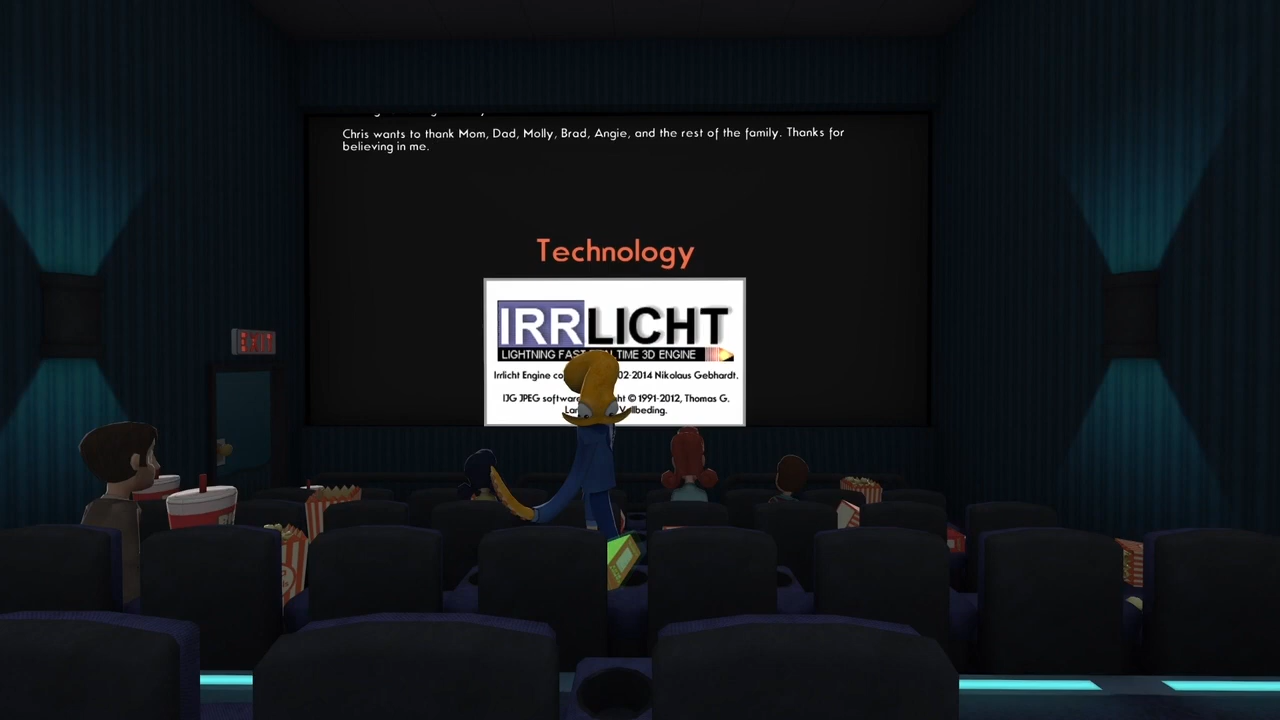 Chris wants to thank Mom, Dad, Molly, Brad, Angie, and the rest of the family. Thanks for
believing in me.
EXIT
Technology
IRRLICHT
LIGHTNING FAST TIME 3D ENGINE
Irrlicht Engine 02-2014 Nikolaus Gebhardt.
IJG JPEG software © 1991-2012, Thomas G.